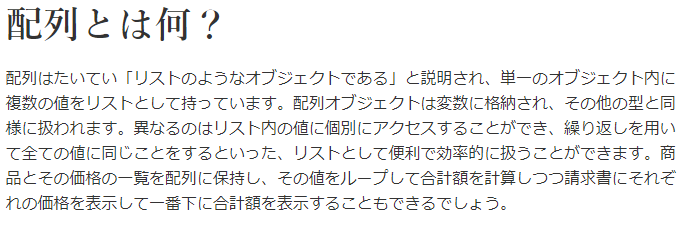 配列とは何？
配列はたいてい「リストのようなオブジェクトである」と説明され、単一のオブジェクト内に
複数の値をリストとして持っています。配列オブジェクトは変数に格納され、その他の型と同
様に扱われます。異なるのはリスト内の値に個別にアクセスすることができ、繰り返しを用い
て全ての値に同じことをするといった、リストとして便利で効率的に扱うことができます。商
品とその価格の一覧を配列に保持し、その値をループして合計額を計算しつつ請求書にそれぞ
れの価格を表示して一番下に合計額を表示することもできるでしょう。